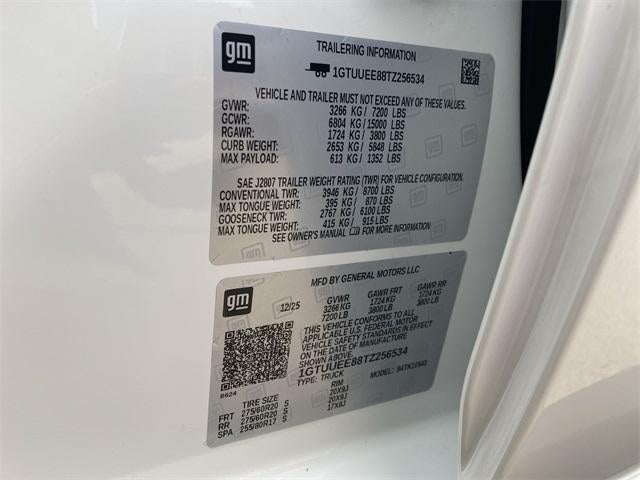 gm
TRAILERING INFORMATION
1GTUUEE88TZ256534
VEHICLE AND TRAILER MUST NOT EXCEED ANY OF THESE VALUES.
GVWR: 3266 KG / 7200 LBS
GCWR: 6804 KG / 15000 LBS
RGAWR: 1724 KG / 3800 LBS
CURB WEIGHT: 2653 KG / 5848 LBS
MAX PAYLOAD: 613 KG / 1352 LBS
SAE J2807 TRAILER WEIGHT RATING (TWR) FOR VEHICLE CONFIGURATION.
CONVENTIONAL TWR: 3946 KG / 8700 LBS
MAX TONGUE WEIGHT: 395 KG / 870 LBS
GOOSENECK TWR: 2767 KG / 6100 LBS
MAX TONGUE WEIGHT: 415 KG / 915 LBS
SEE OWNER'S MANUAL FOR MORE INFORMATION
gm
MFD BY GENERAL MOTORS LLC
12/25 GVWR GAWR FRT GAWR RR
3266 KG 1724 KG 1724 KG
7200 LB 3800 LB 3800 LB
THIS VEHICLE CONFORMS TO ALL
APPLICABLE U.S. FEDERAL MOTOR
VEHICLE SAFETY STANDARDS IN EFFECT
ON THE DATE OF MANUFACTURE
SHOWN ABOVE.
1GTUUEE88TZ256534
TYPE: TRUCK MODEL:
8624
TIRE SIZE RIM
FRT 275/60R20 S 20X9J
RR 275/60R20 S 20X9J
SPA 255/80R17 S 17X8J